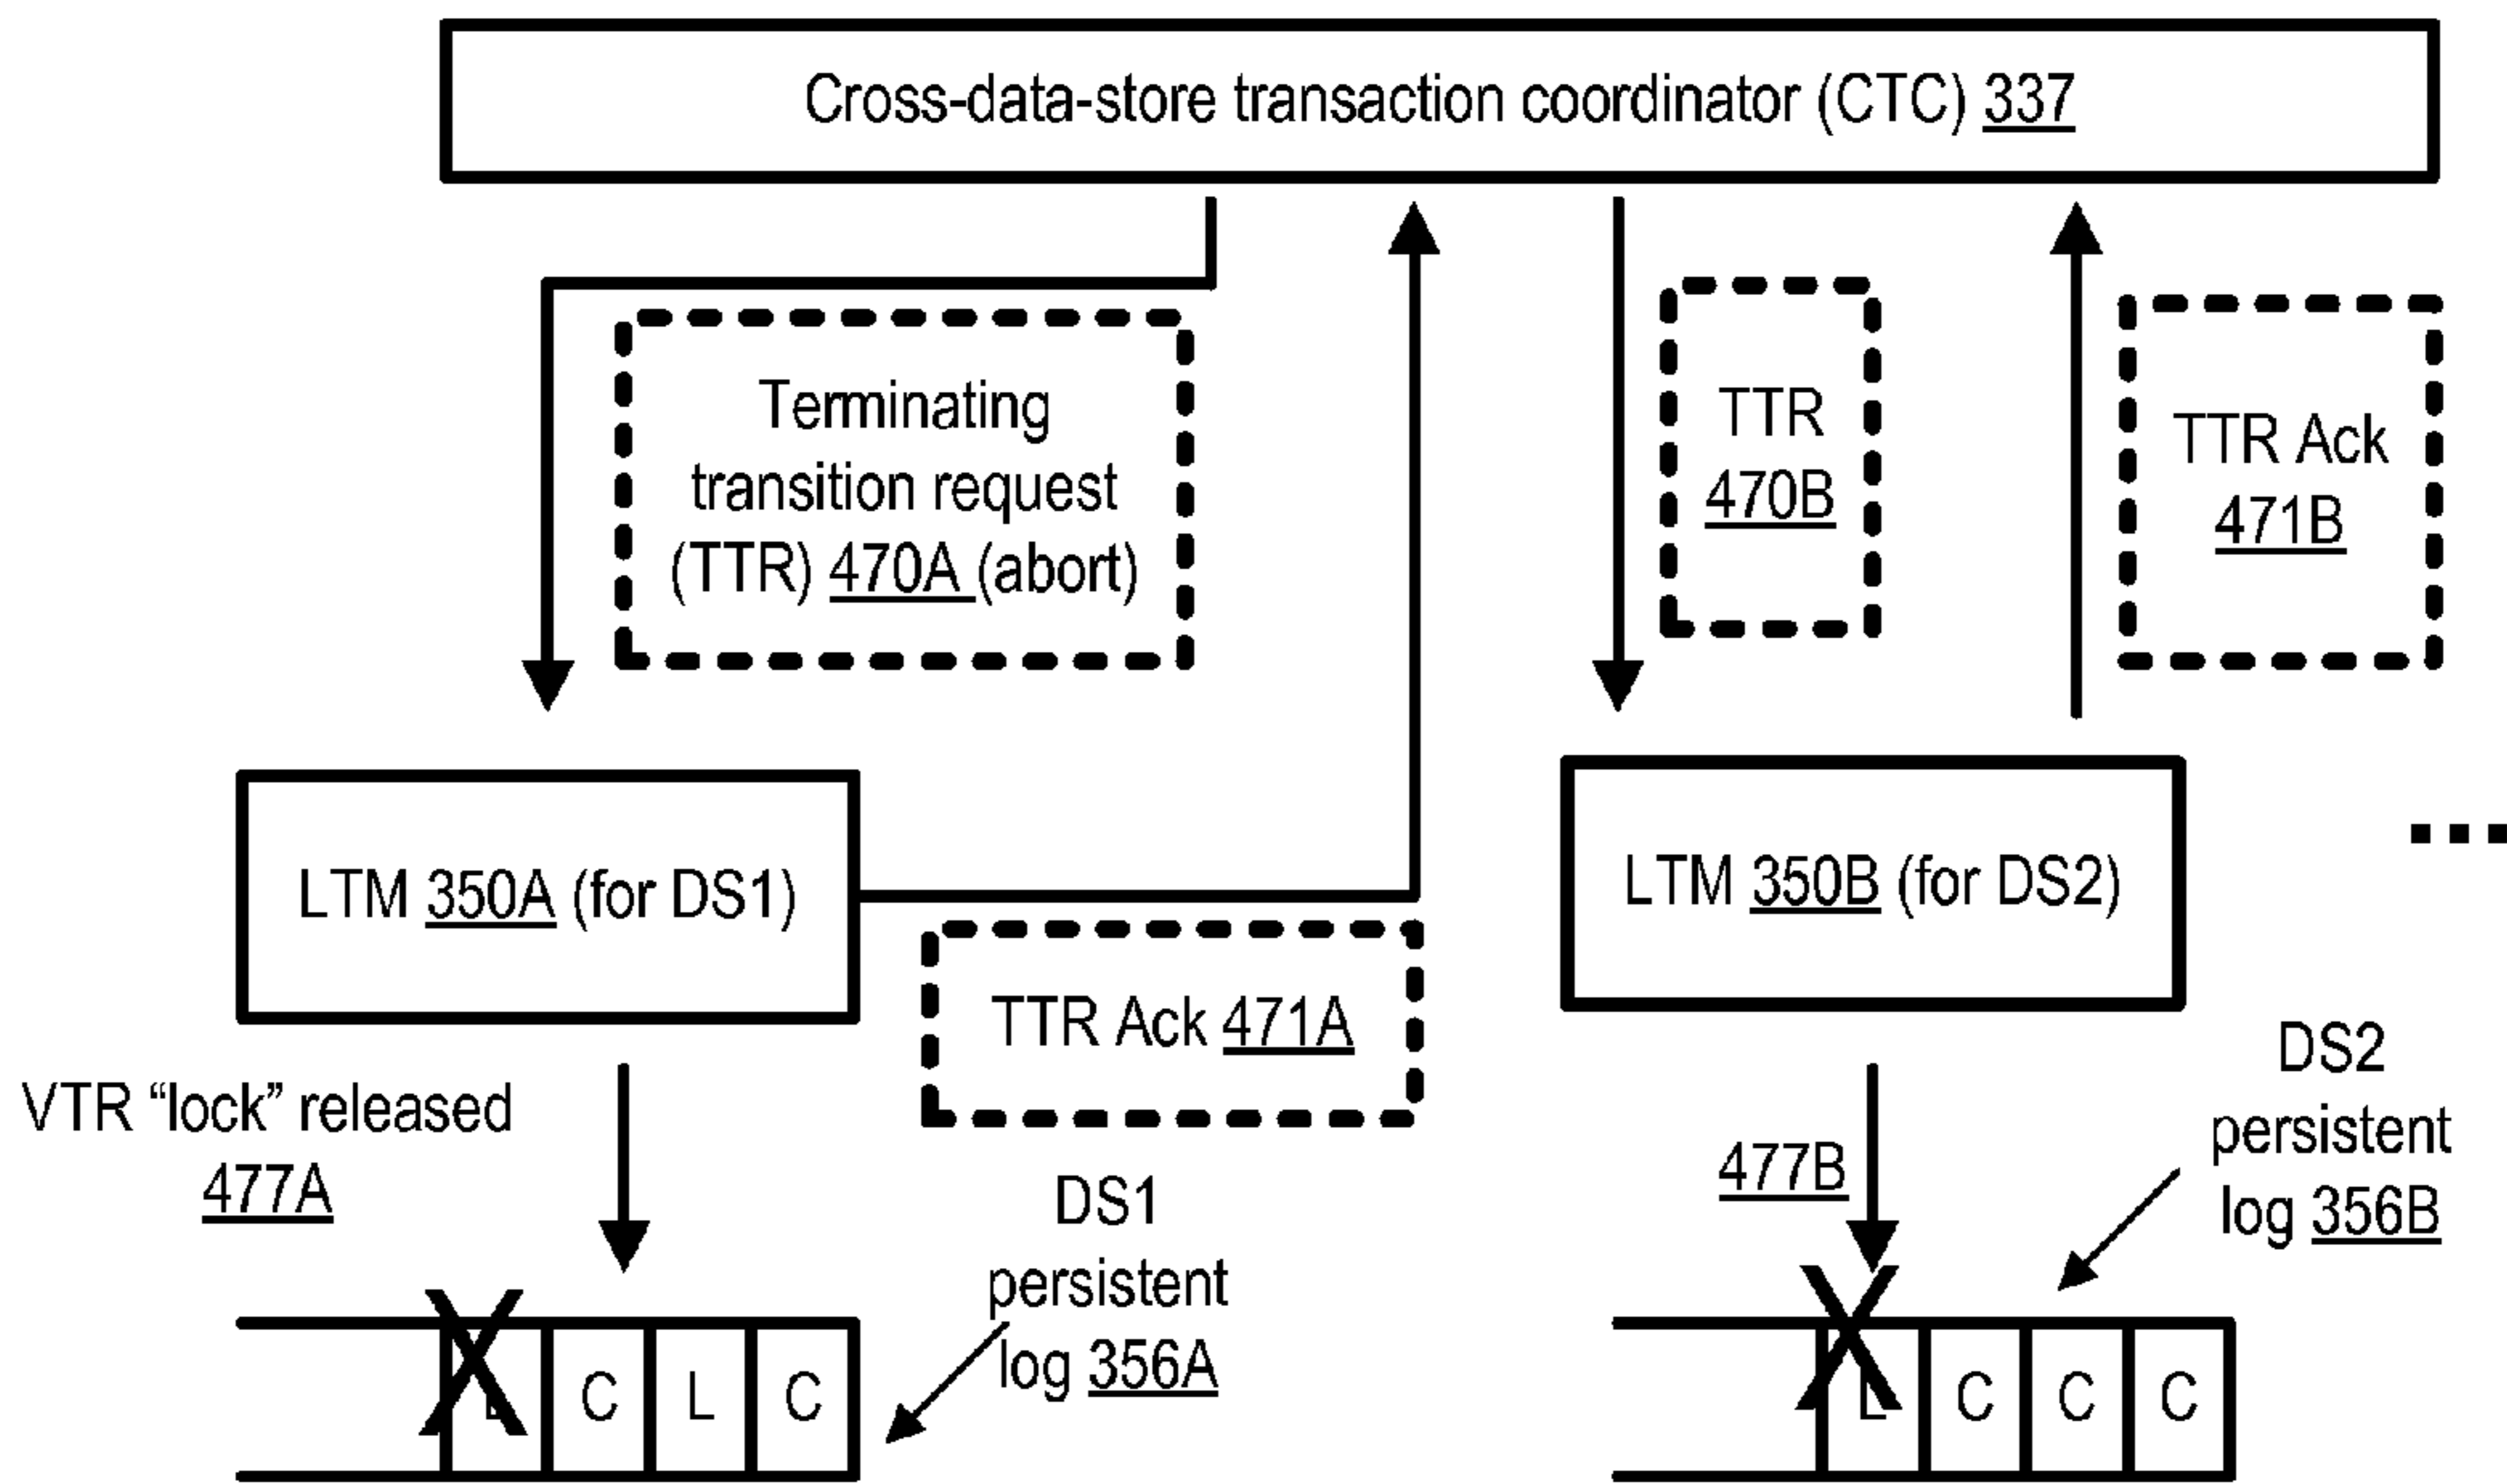 Cross-data-store transaction coordinator (CTC) 337
Terminating
transition request
(TTR) 470A (abort)
TTR
470B
TTR Ack
471B
LTM 350A (for DS1)
LTM 350B (for DS2)
TTR Ack 471A
VTR “lock” released
477A
DS1
persistent
log 356A
477B
DS2
persistent
log 356B
L C L C
L C C C